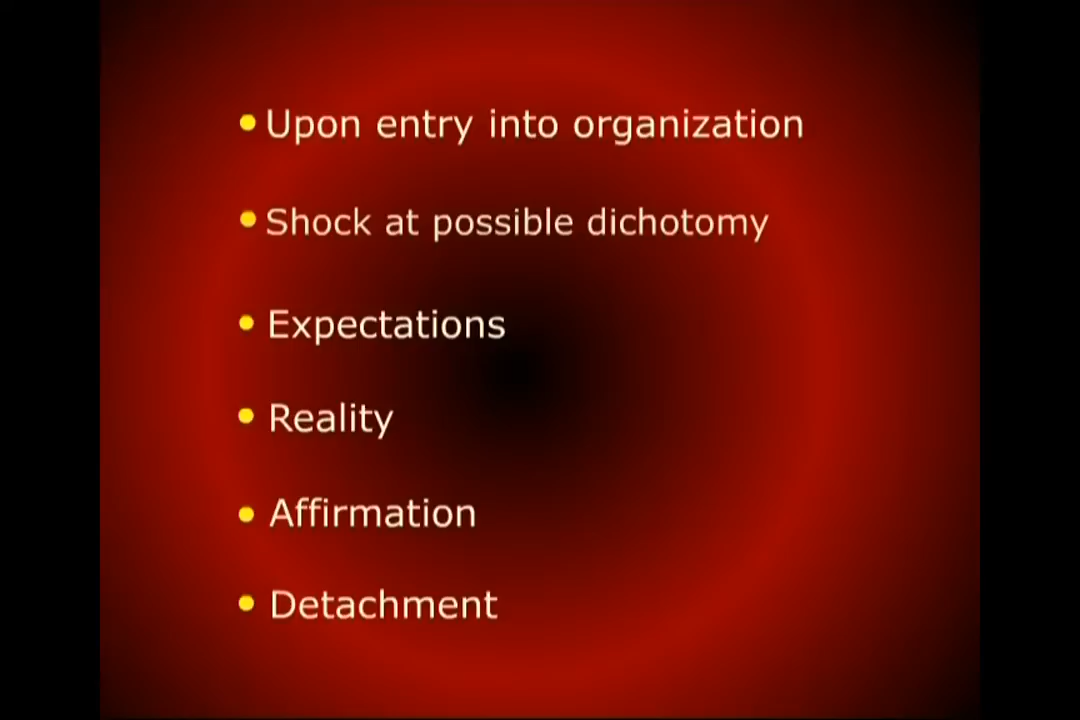 • Upon entry into organization
• Shock at possible dichotomy
• Expectations
• Reality
• Affirmation
• Detachment